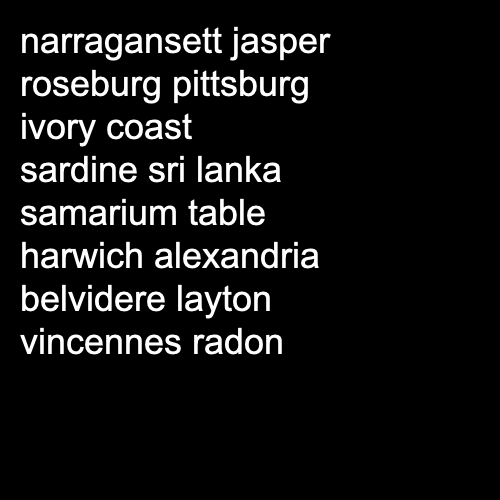 narragansett jasper
roseburg pittsburg
ivory coast
sardine sri lanka
samarium table
harwich alexandria
belvidere layton
vincennes radon